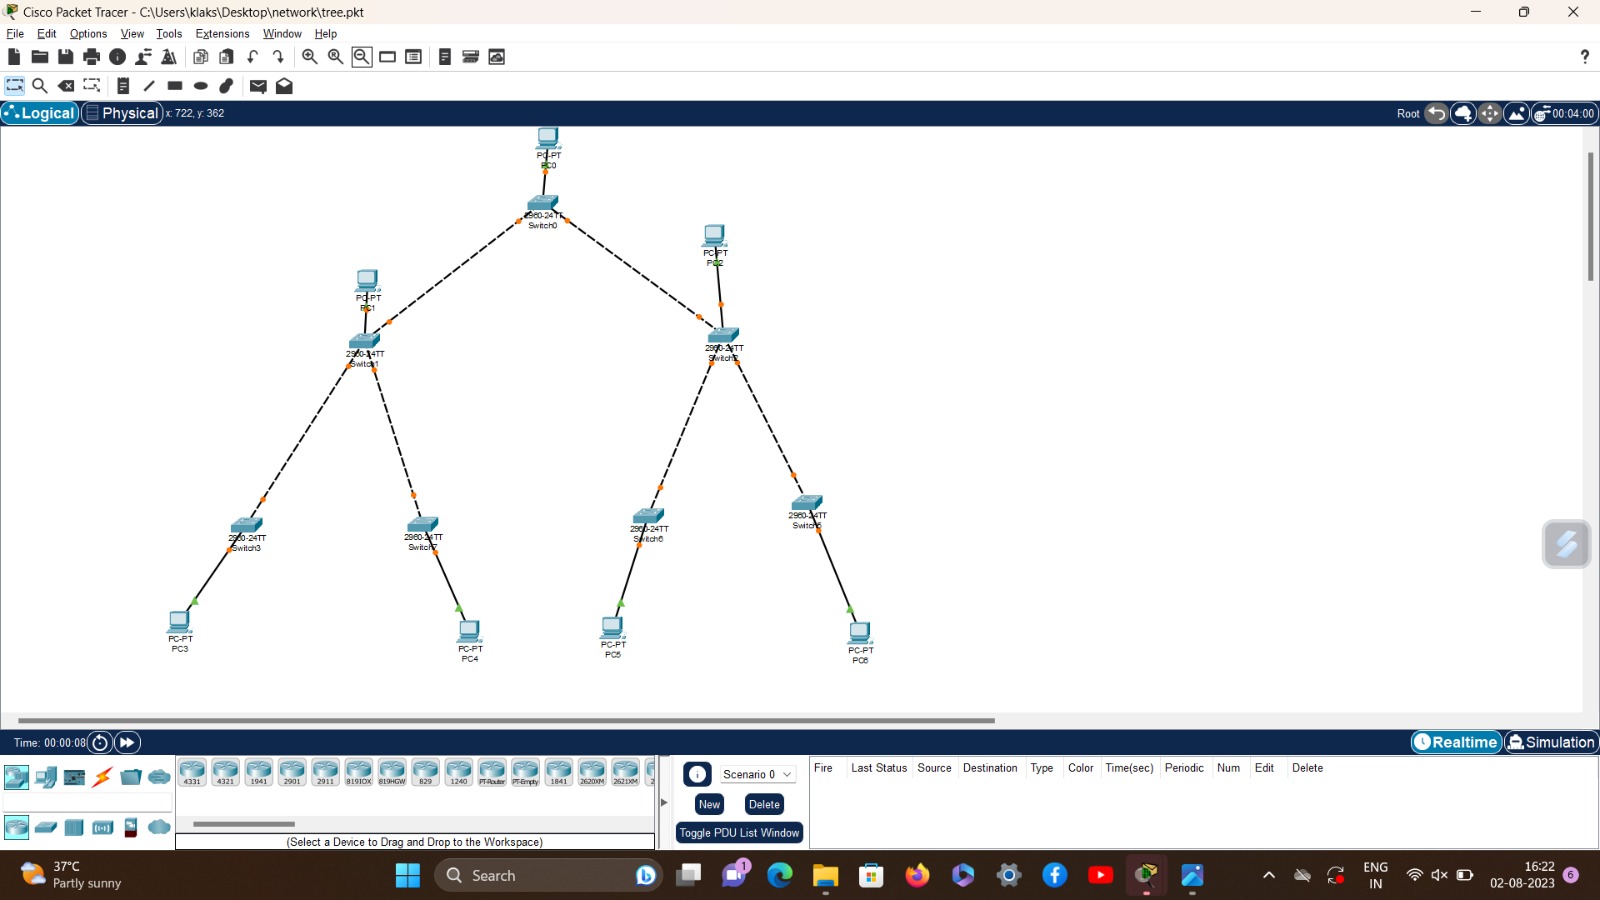 Cisco Packet Tracer - C:\Users\klaks\Desktop\network\tree.pkt
File Edit Options View Tools Extensions Window Help
Logical Physical x: 722, y: 362 Root 00:04:00
PC-PT
PC0
2960-24TT
Switch0
PC-PT
PC2
PC-PT
PC1
2960-24TT
Switch1
2960-24TT
Switch2
2960-24TT
Switch3
2960-24TT
Switch7
2960-24TT
Switch6
2960-24TT
Switch5
PC-PT
PC3
PC-PT
PC4
PC-PT
PC5
PC-PT
PC6
Time: 00:00:08 Realtime Simulation
4331 4321 1941 2901 2911 819IOX 819HGW 829 1240 PT-Router PT-Empty 1841 2620XM 2621XM 2
(Select a Device to Drag and Drop to the Workspace)
Scenario 0
New Delete
Toggle PDU List Window
Fire Last Status Source Destination Type Color Time(sec) Periodic Num Edit Delete
37°C
Partly sunny
Search
1
ENG
IN
16:22
02-08-2023
6